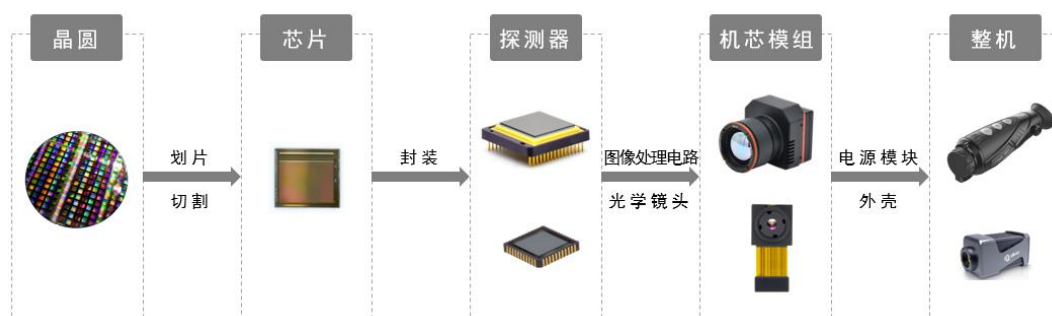 晶圆
芯片
探测器
机芯模组
整机
划片
切割
封装
图像处理电路
光学镜头
电源模块
外壳